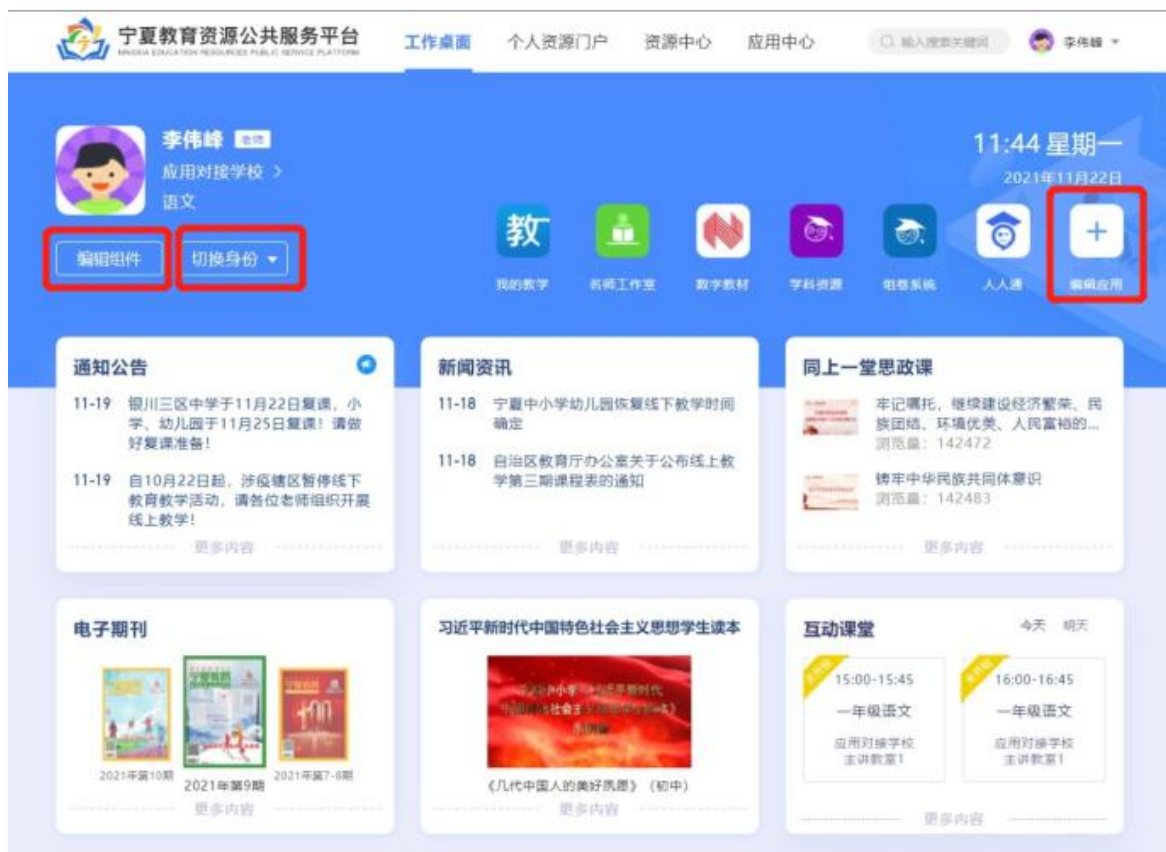 宁夏教育资源公共服务平台
NINGXIA EDUCATION RESOURCES PUBLIC SERVICE PLATFORM
工作桌面 个人资源门户 资源中心 应用中心 输入搜索关键词 李伟峰
李伟峰 老师
应用对接学校 >
语文
11:44 星期一
2021年11月22日
编辑组件 切换身份
我的教学 名师工作室 数字教材 学科资源 组卷系统 人人通 编辑应用
通知公告
11-19 银川三区中学于11月22日复课，小
学、幼儿园于11月25日复课！请做
好复课准备！
11-19 自10月22日起，涉疫辖区暂停线下
教育教学活动，请各位老师组织开展
线上教学！
更多内容
新闻资讯
11-18 宁夏中小学幼儿园恢复线下教学时间
确定
11-18 自治区教育厅办公室关于公布线上教
学第三期课程表的通知
更多内容
同上一堂思政课
牢记嘱托，继续建设经济繁荣、民
族团结、环境优美、人民富裕的...
浏览量：142472
铸牢中华民族共同体意识
浏览量：142483
更多内容
电子期刊
2021年第10期
2021年第9期
2021年第7-8期
更多内容
习近平新时代中国特色社会主义思想学生读本
《几代中国人的美好夙愿》（初中）
更多内容
互动课堂 今天 明天
15:00-15:45
一年级语文
应用对接学校
主讲教室1
16:00-16:45
一年级语文
应用对接学校
主讲教室1
更多内容